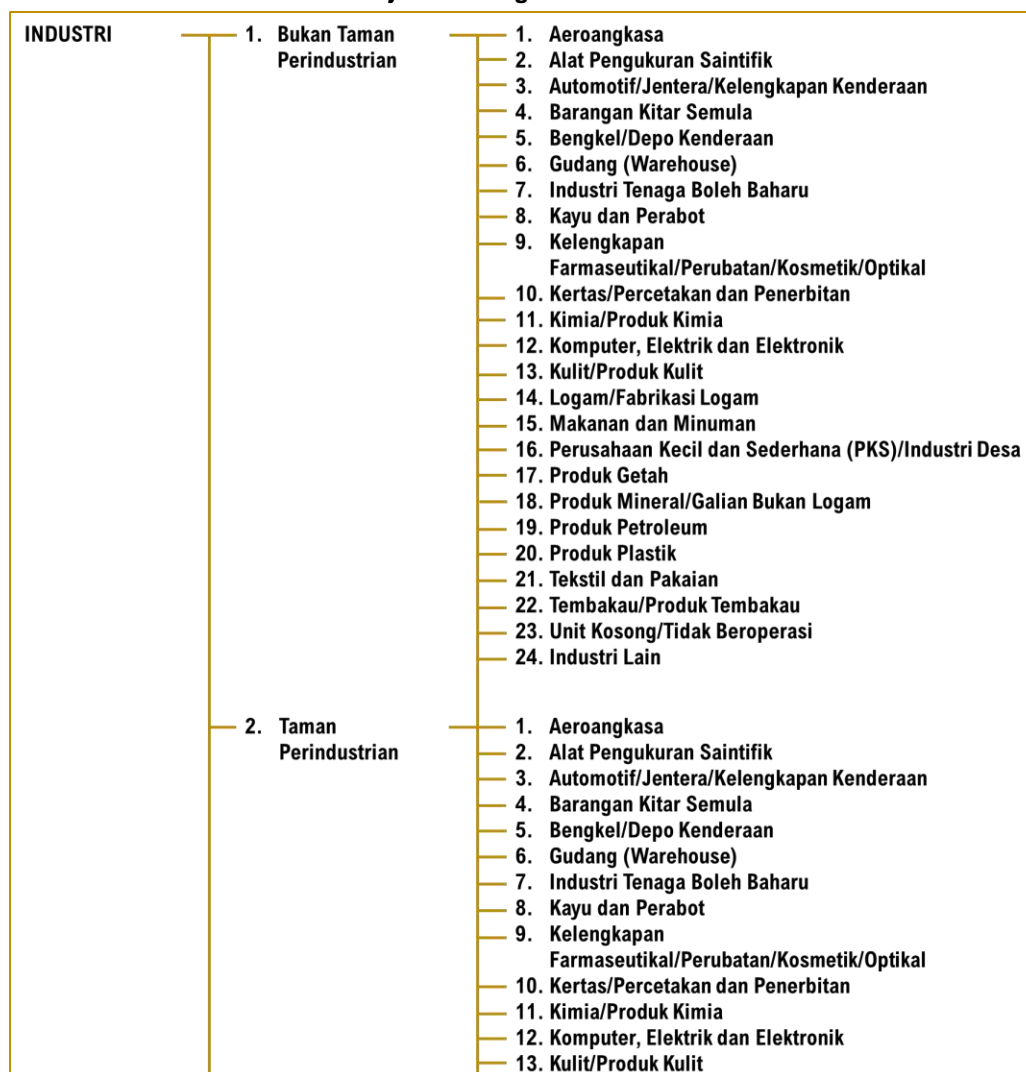 INDUSTRI
1. Bukan Taman
Perindustrian
1. Aeroangkasa
2. Alat Pengukuran Saintifik
3. Automotif/Jentera/Kelengkapan Kenderaan
4. Barangan Kitar Semula
5. Bengkel/Depo Kenderaan
6. Gudang (Warehouse)
7. Industri Tenaga Boleh Baharu
8. Kayu dan Perabot
9. Kelengkapan
Farmaseutikal/Perubatan/Kosmetik/Optikal
10. Kertas/Percetakan dan Penerbitan
11. Kimia/Produk Kimia
12. Komputer, Elektrik dan Elektronik
13. Kulit/Produk Kulit
14. Logam/Fabrikasi Logam
15. Makanan dan Minuman
16. Perusahaan Kecil dan Sederhana (PKS)/Industri Desa
17. Produk Getah
18. Produk Mineral/Galian Bukan Logam
19. Produk Petroleum
20. Produk Plastik
21. Tekstil dan Pakaian
22. Tembakau/Produk Tembakau
23. Unit Kosong/Tidak Beroperasi
24. Industri Lain
2. Taman
Perindustrian
1. Aeroangkasa
2. Alat Pengukuran Saintifik
3. Automotif/Jentera/Kelengkapan Kenderaan
4. Barangan Kitar Semula
5. Bengkel/Depo Kenderaan
6. Gudang (Warehouse)
7. Industri Tenaga Boleh Baharu
8. Kayu dan Perabot
9. Kelengkapan
Farmaseutikal/Perubatan/Kosmetik/Optikal
10. Kertas/Percetakan dan Penerbitan
11. Kimia/Produk Kimia
12. Komputer, Elektrik dan Elektronik
13. Kulit/Produk Kulit